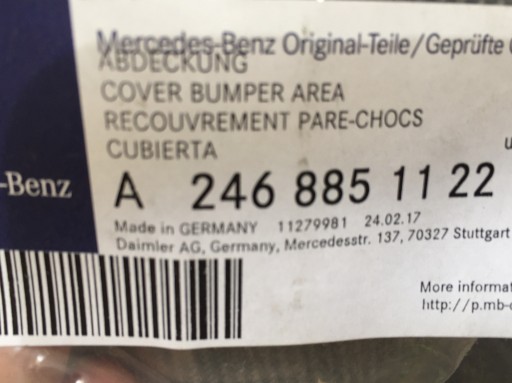 Mercedes-Benz Original-Teile/Geprüfte
ABDECKUNG
COVER BUMPER AREA
RECOUVREMENT PARE-CHOCS
CUBIERTA
-Benz
A 246 885 11 22
Made in GERMANY 11279981 24.02.17
Daimler AG, Germany, Mercedesstr. 137, 70327 Stuttgart
More informat
http://p.mb-